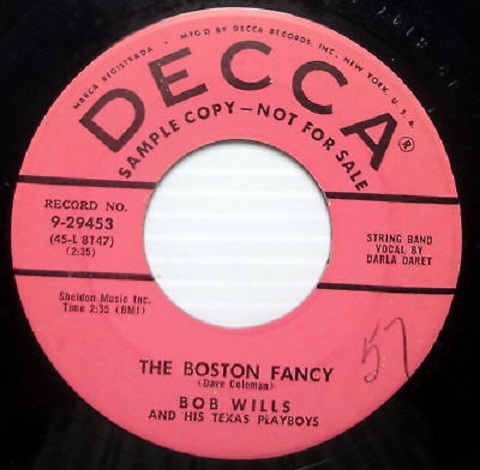 MARCA REGISTRADA - MF'G'D BY DECCA RECORDS, INC., NEW YORK, U.S.A.
DECCA®
SAMPLE COPY — NOT FOR SALE
RECORD NO.
9-29453
(45-L 8147)
(2:35)
STRING BAND
VOCAL BY
DARLA DARET
Sheldon Music Inc.
Time 2:35 (BMI)
57
THE BOSTON FANCY
(Dave Coleman)
BOB WILLS
AND HIS TEXAS PLAYBOYS